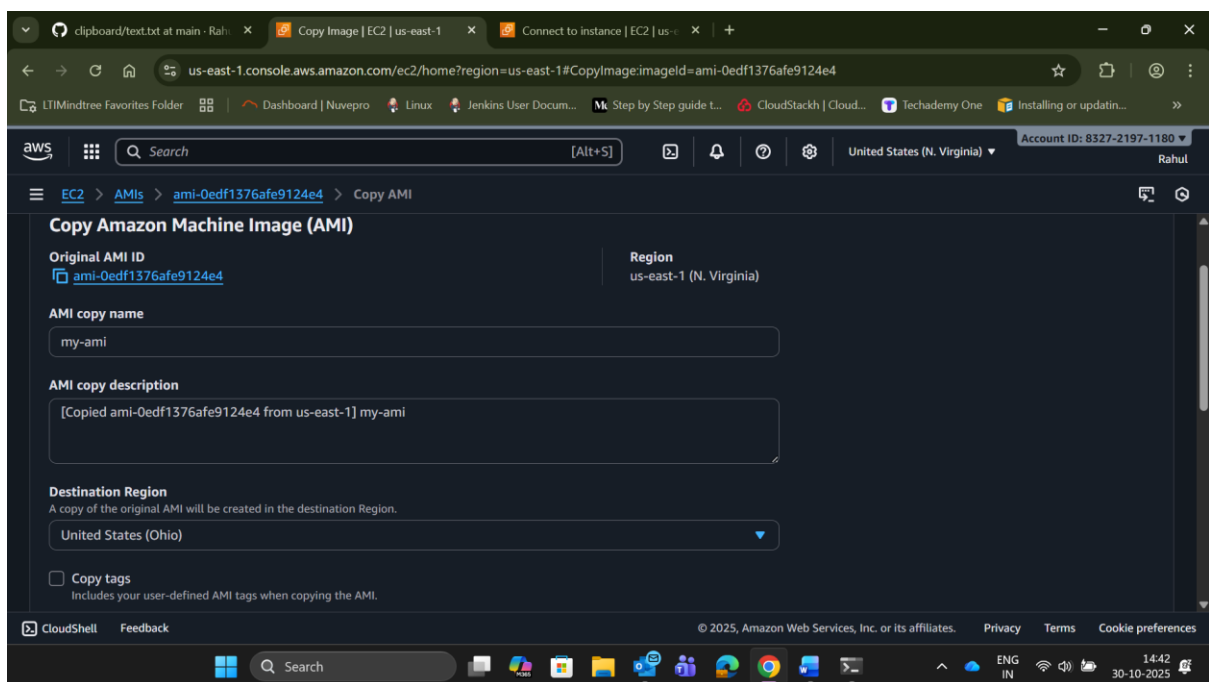 clipboard/text.txt at main · Rahu
Copy Image | EC2 | us-east-1
Connect to instance | EC2 | us-e
us-east-1.console.aws.amazon.com/ec2/home?region=us-east-1#CopyImage:imageId=ami-0edf1376afe9124e4
LTIMindtree Favorites Folder Dashboard | Nuvepro Linux Jenkins User Docum... Step by Step guide t... CloudStackh | Cloud... Techademy One Installing or updatin... »
aws Search [Alt+S] United States (N. Virginia) Account ID: 8327-2197-1180
Rahul
EC2 > AMIs > ami-0edf1376afe9124e4 > Copy AMI
Copy Amazon Machine Image (AMI)
Original AMI ID
ami-0edf1376afe9124e4
Region
us-east-1 (N. Virginia)
AMI copy name
my-ami
AMI copy description
[Copied ami-0edf1376afe9124e4 from us-east-1] my-ami
Destination Region
A copy of the original AMI will be created in the destination Region.
United States (Ohio)
Copy tags
Includes your user-defined AMI tags when copying the AMI.
CloudShell Feedback © 2025, Amazon Web Services, Inc. or its affiliates. Privacy Terms Cookie preferences
Search
M365
ENG
IN
14:42
30-10-2025